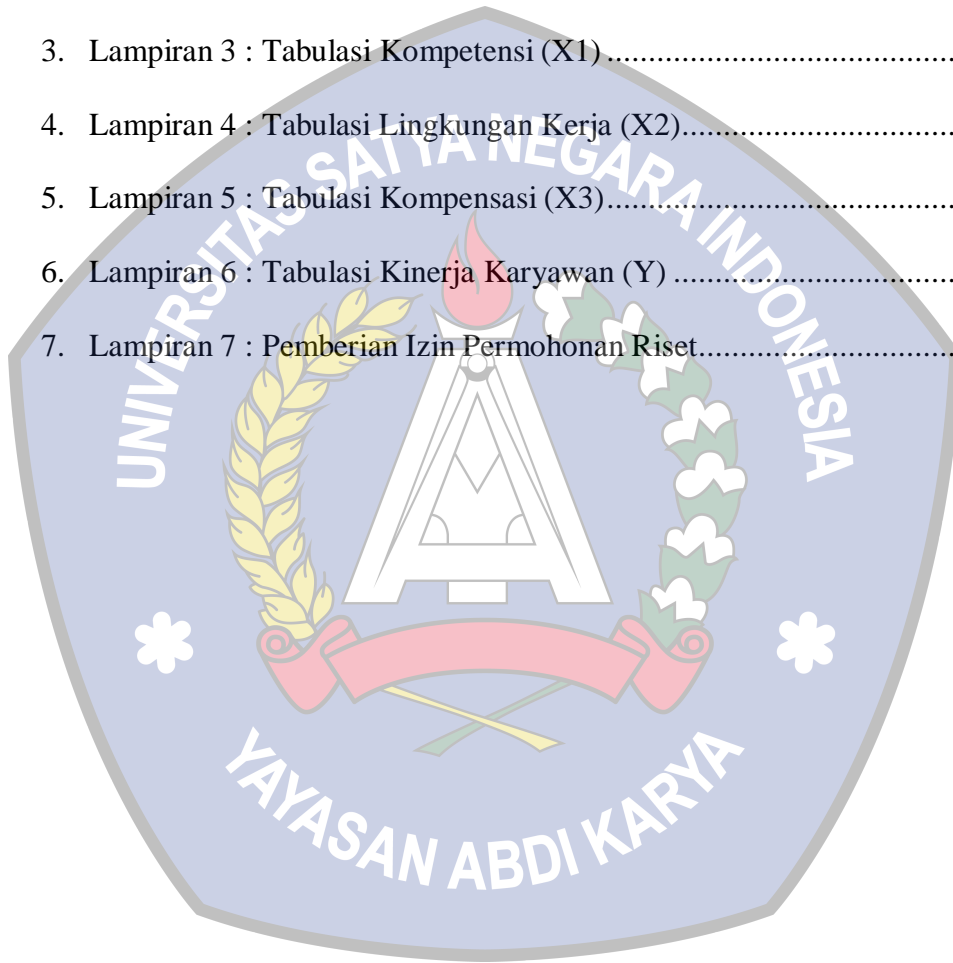 3. Lampiran 3 : Tabulasi Kompetensi (X1) ......................................
4. Lampiran 4 : Tabulasi Lingkungan Kerja (X2)..............................
5. Lampiran 5 : Tabulasi Kompensasi (X3)......................................
6. Lampiran 6 : Tabulasi Kinerja Karyawan (Y) ..............................
7. Lampiran 7 : Pemberian Izin Permohonan Riset............................
UNIVERSITAS SATYA NEGARA INDONESIA
YAYASAN ABDI KARYA